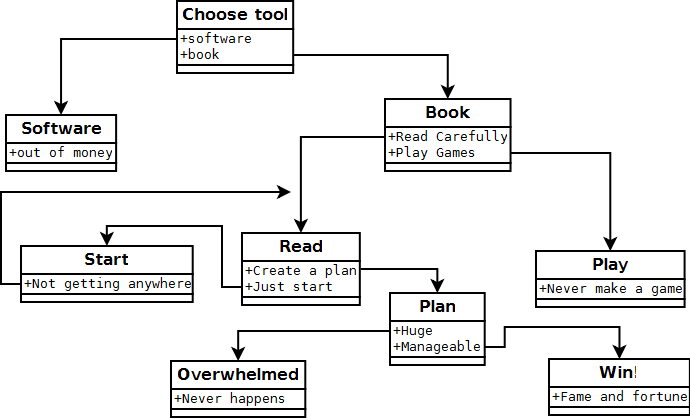 Choose tool
+software
+book
Book
+Read Carefully
+Play Games
Software
+out of money
Read
+Create a plan
+Just start
Start
+Not getting anywhere
Play
+Never make a game
Plan
+Huge
+Manageable
Overwhelmed
+Never happens
Win!
+Fame and fortune